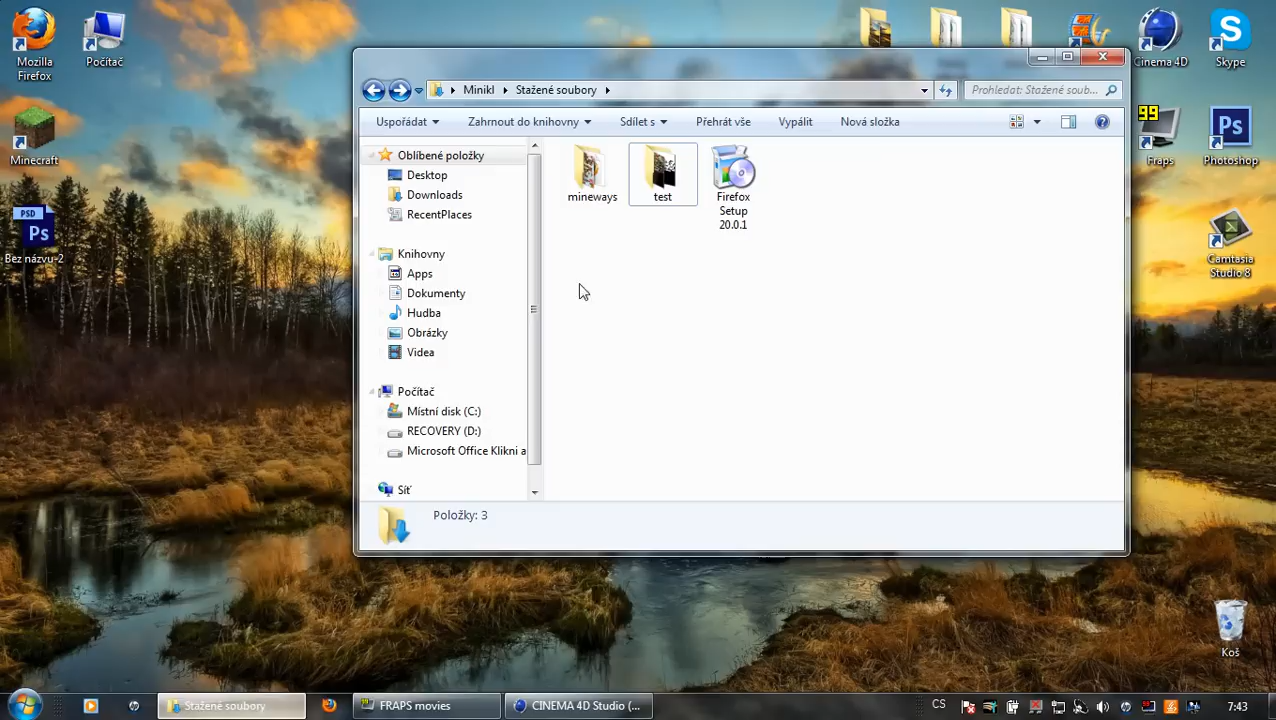 Mozilla
Firefox
Počítač
Minecraft
PSD
Ps
Bez názvu-2
Cinema 4D
Skype
99
Fraps
Ps
Photoshop
Camtasia
Studio 8
Koš
Minikl
Stažené soubory
Prohledat: Stažené soub...
Uspořádat
Zahrnout do knihovny
Sdílet s
Přehrát vše
Vypálit
Nová složka
Oblíbené položky
Desktop
Downloads
RecentPlaces
Knihovny
Apps
Dokumenty
Hudba
Obrázky
Videa
Počítač
Místní disk (C:)
RECOVERY (D:)
Microsoft Office Klikni a
Síť
mineways
test
Firefox
Setup
20.0.1
Položky: 3
Stažené soubory
FRAPS movies
CINEMA 4D Studio (...
CS
7:43